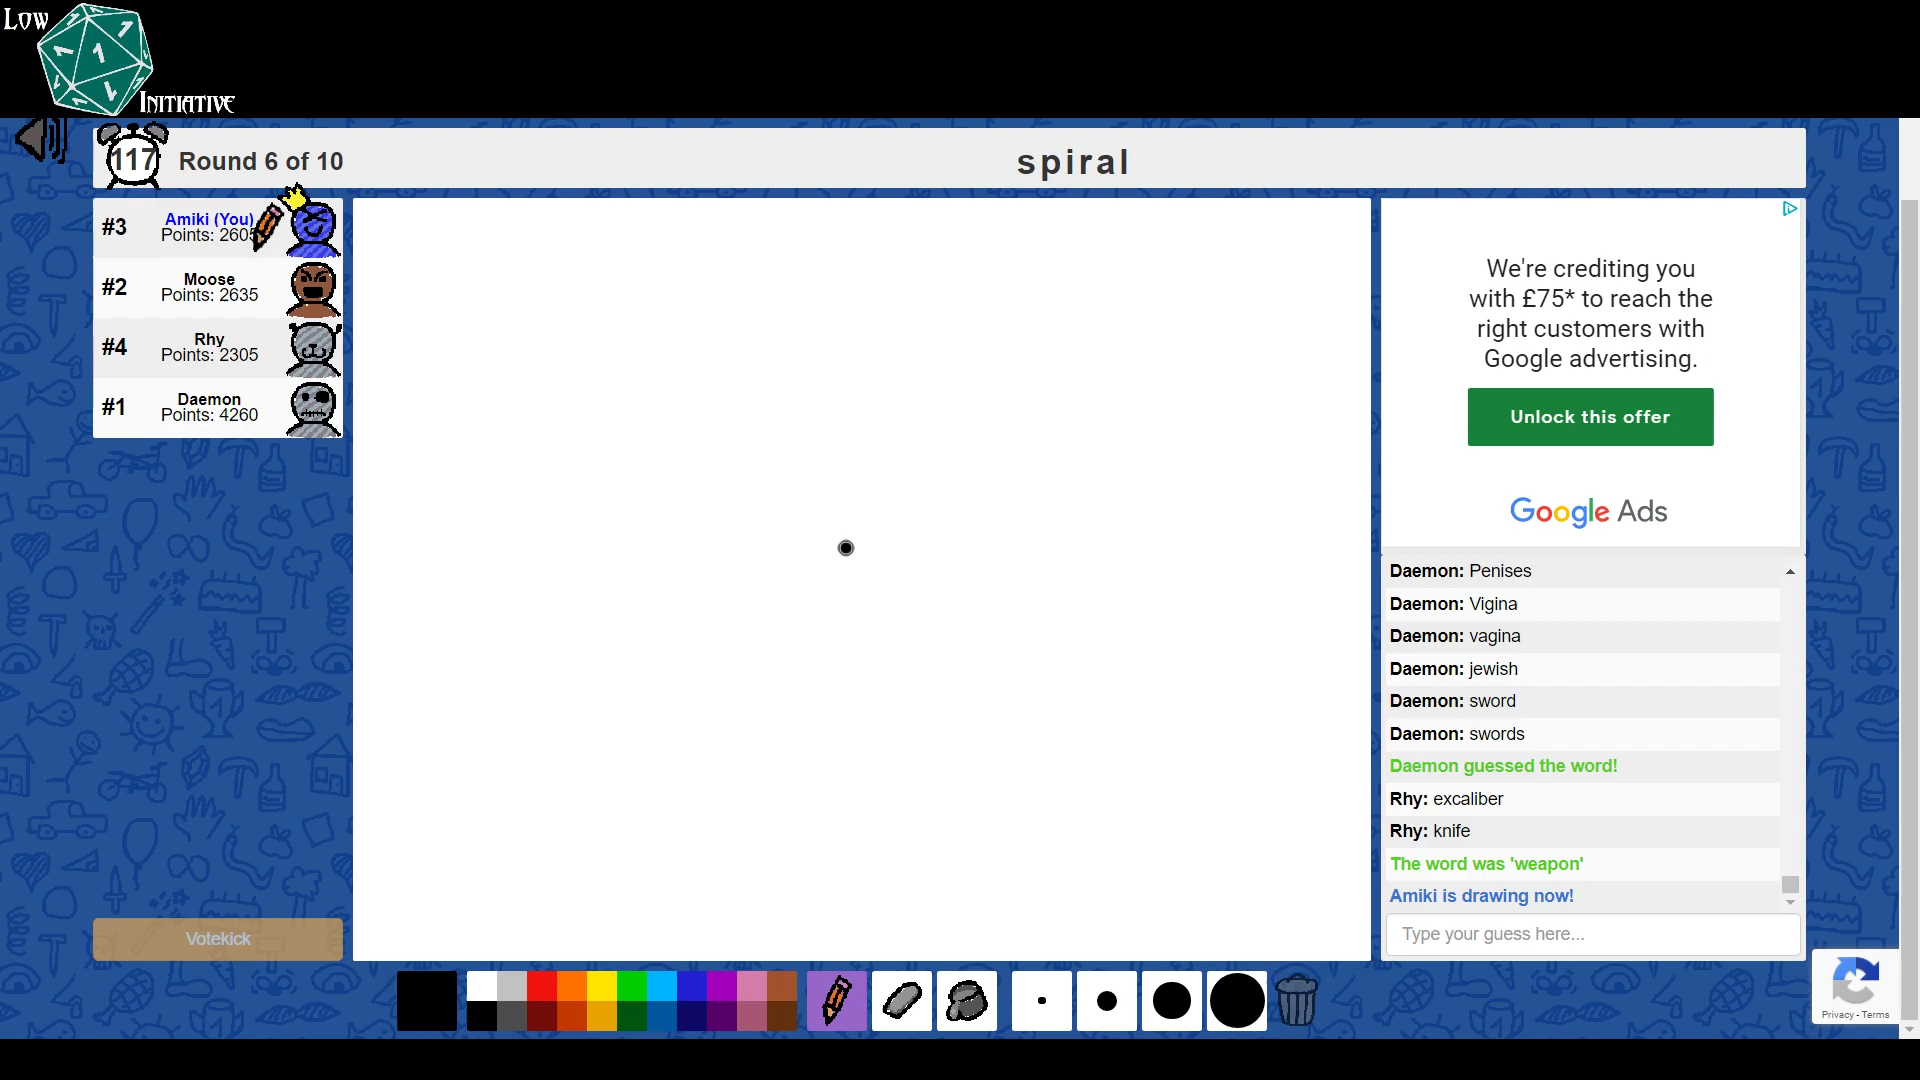 Low
Initiative
117
Round 6 of 10
spiral
#3
Amiki (You)
Points: 2605
#2
Moose
Points: 2635
#4
Rhy
Points: 2305
#1
Daemon
Points: 4260
Votekick
We're crediting you
with £75* to reach the
right customers with
Google advertising.
Unlock this offer
Google Ads
Daemon: Penises
Daemon: Vigina
Daemon: vagina
Daemon: jewish
Daemon: sword
Daemon: swords
Daemon guessed the word!
Rhy: excaliber
Rhy: knife
The word was 'weapon'
Amiki is drawing now!
Type your guess here...
Privacy - Terms